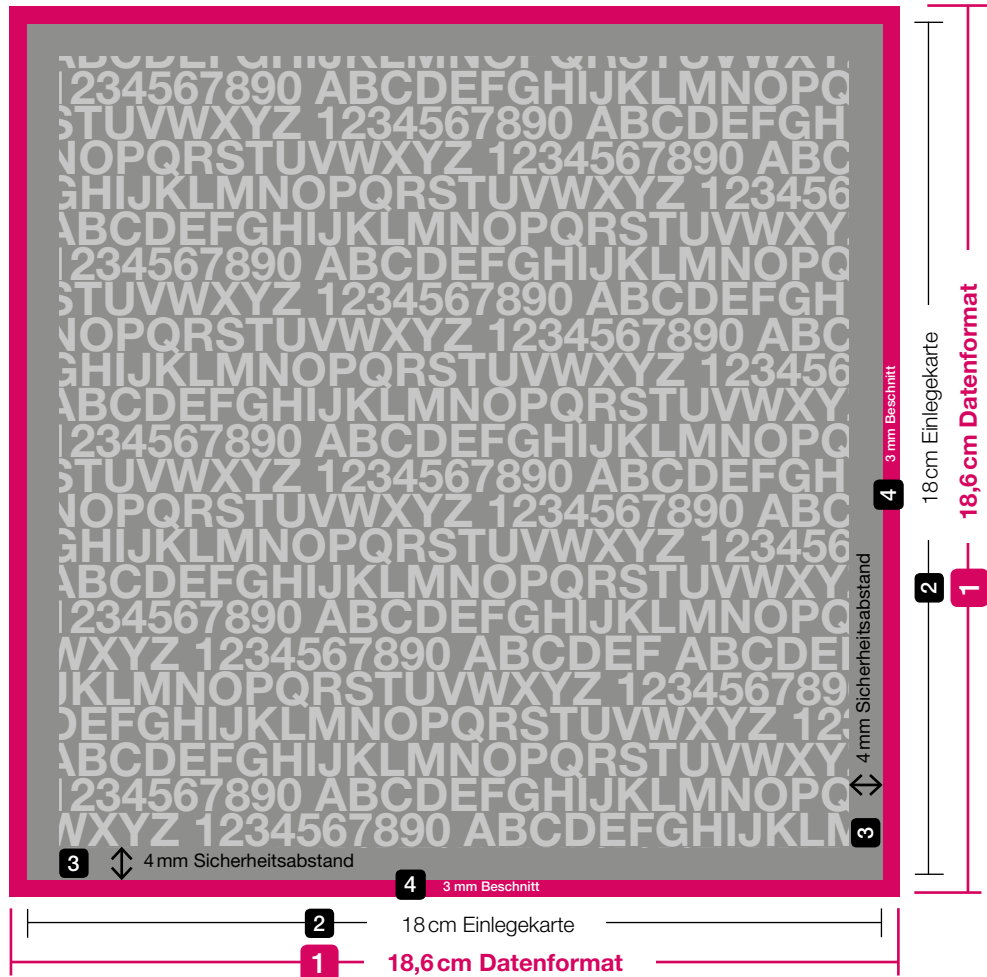 ABCDEF GHIJKLMNOP QRSTUVWXY
1234567890 ABCDEFGHIJKLMNOPQ
STUVWXYZ 1234567890 ABCDEFGH
NOPQRSTUVWXYZ 1234567890 ABC
GHIJKLMNOPQRSTUVWXYZ 123456
ABCDEFGHIJKLMNOPQRSTUVWXY
1234567890 ABCDEFGHIJKLMNOPQ
STUVWXYZ 1234567890 ABCDEFGH
NOPQRSTUVWXYZ 1234567890 ABC
GHIJKLMNOPQRSTUVWXYZ 123456
ABCDEFGHIJKLMNOPQRSTUVWXY
1234567890 ABCDEFGHIJKLMNOPQ
STUVWXYZ 1234567890 ABCDEFGH
NOPQRSTUVWXYZ 1234567890 ABC
GHIJKLMNOPQRSTUVWXYZ 123456
ABCDEFGHIJKLMNOPQRSTUVWXY
1234567890 ABCDEFGHIJKLMNOPQ
WXYZ 1234567890 ABCDEF ABCDE
JKLMNOPQRSTUVWXYZ 123456789
DEFGHIJKLMNOPQRSTUVWXYZ 123
ABCDEFGHIJKLMNOPQRSTUVWXY
1234567890 ABCDEFGHIJKLMNOPQ
WXYZ 1234567890 ABCDEFGHIJKLM
3 4 mm Sicherheitsabstand
4 3 mm Beschnitt
2 18 cm Einlegekarte
1 18,6 cm Datenformat
3 4 mm Sicherheitsabstand
4 3 mm Beschnitt
2 18 cm Einlegekarte
1 18,6 cm Datenformat